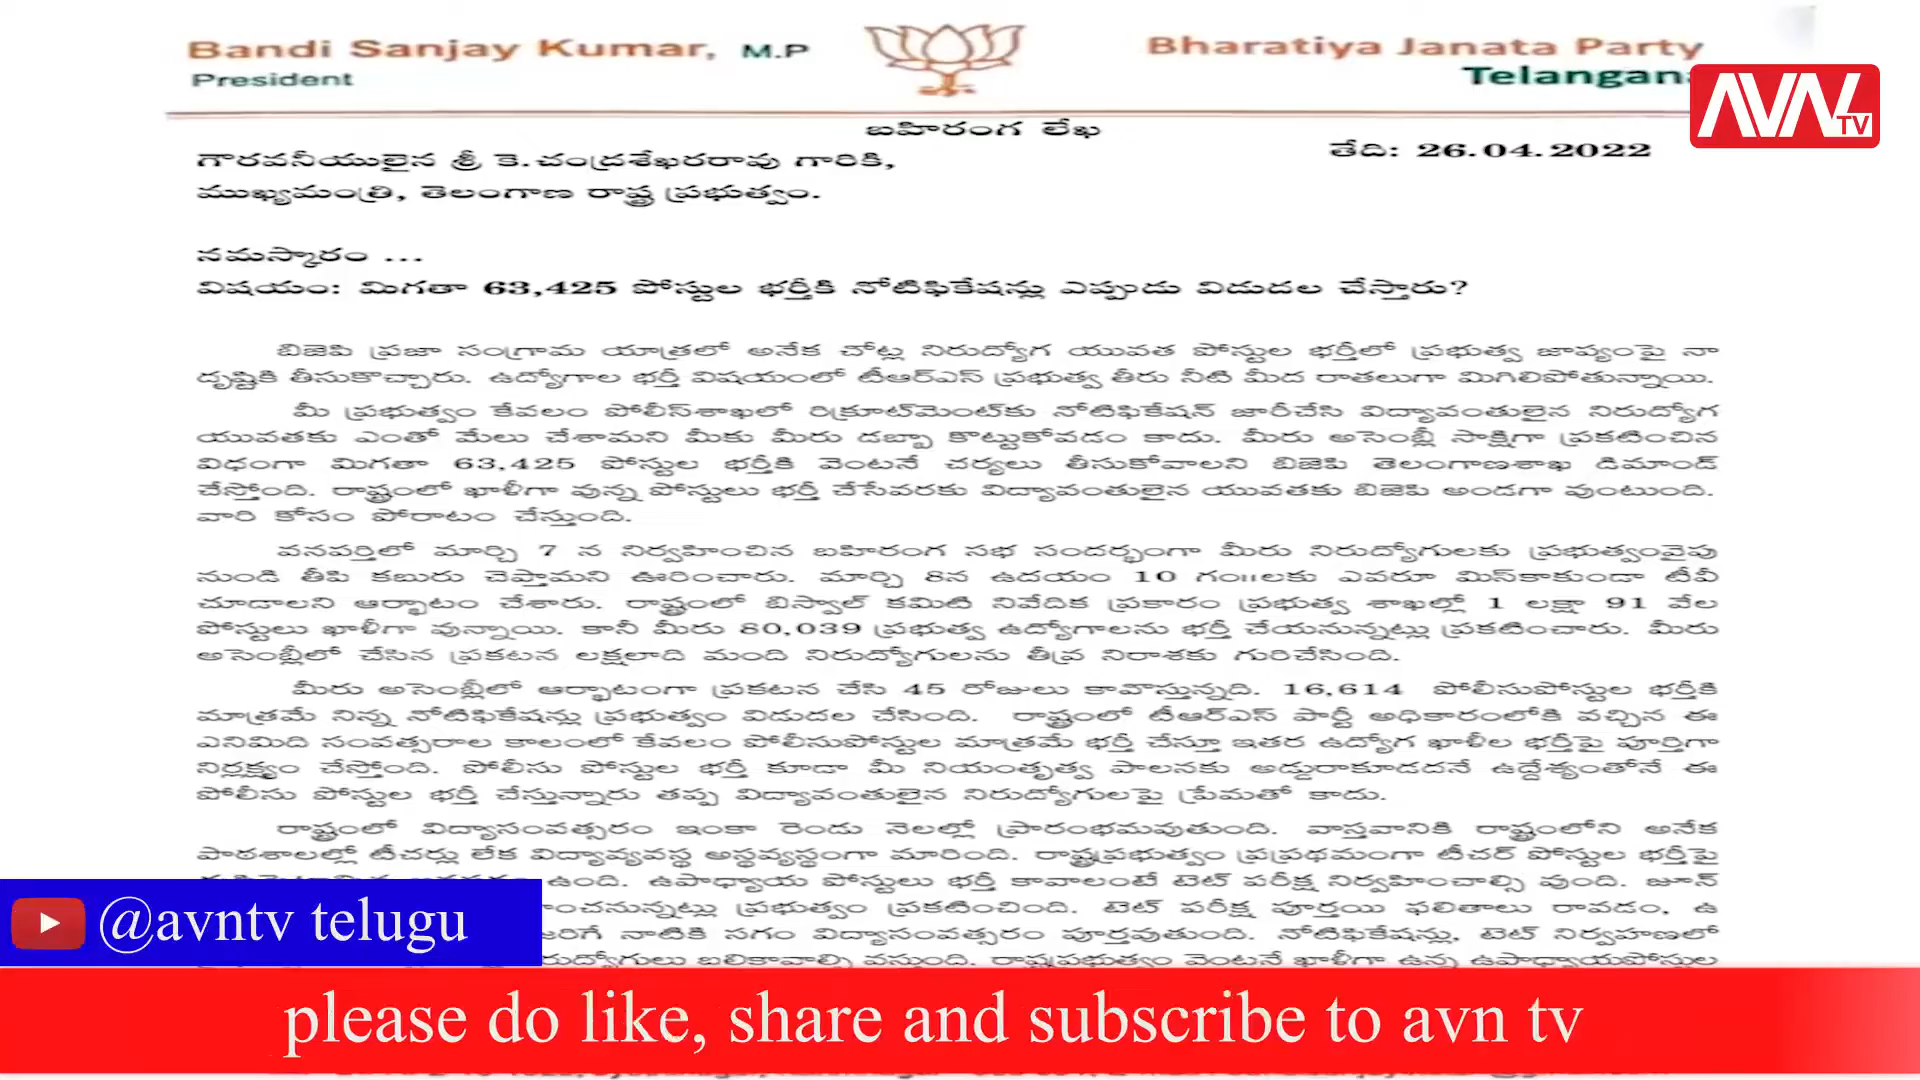 Bandi Sanjay Kumar, M.P
President
Bharatiya Janata Party
Telangana
AVN TV
బహిరంగ లేఖ
తేది: 26.04.2022
గౌరవనీయులైన శ్రీ కె.చంద్రశేఖరరావు గారికి,
ముఖ్యమంత్రి, తెలంగాణ రాష్ట్ర ప్రభుత్వం.
నమస్కారం ...
విషయం: మిగతా 63,425 పోస్టుల భర్తీకి నోటిఫికేషన్లు ఎప్పుడు విడుదల చేస్తారు?
బిజెపి ప్రజా సంగ్రామ యాత్రలో అనేక చోట్ల నిరుద్యోగ యువత పోస్టుల భర్తీలో ప్రభుత్వ జాప్యంపై నా
దృష్టికి తీసుకొచ్చారు. ఉద్యోగాల భర్తీ విషయంలో టీఆర్ఎస్ ప్రభుత్వ తీరు నీటి మీద రాతలుగా మిగిలిపోతున్నాయి.
మీ ప్రభుత్వం కేవలం పోలీస్‌శాఖలో రిక్రూట్‌మెంట్‌కు నోటిఫికేషన్ జారీచేసి విద్యావంతులైన నిరుద్యోగ
యువతకు ఎంతో మేలు చేశామని మీకు మీరు డబ్బా కొట్టుకోవడం కాదు. మీరు అసెంబ్లీ సాక్షిగా ప్రకటించిన
విధంగా మిగతా 63,425 పోస్టుల భర్తీకి వెంటనే చర్యలు తీసుకోవాలని బిజెపి తెలంగాణశాఖ డిమాండ్
చేస్తోంది. రాష్ట్రంలో ఖాళీగా వున్న పోస్టులు భర్తీ చేసేవరకు విద్యావంతులైన యువతకు బిజెపి అండగా వుంటుంది.
వారి కోసం పోరాటం చేస్తుంది.
వనపర్తిలో మార్చి 7 న నిర్వహించిన బహిరంగ సభ సందర్భంగా మీరు నిరుద్యోగులకు ప్రభుత్వంవైపు
నుండి తీపి కబురు చెప్తామని ఊరించారు. మార్చి 8న ఉదయం 10 గంాాలకు ఎవరూ మిస్‌కాకుండా టీవీ
చూడాలని ఆర్భాటం చేశారు. రాష్ట్రంలో బిస్వాల్ కమిటి నివేదిక ప్రకారం ప్రభుత్వ శాఖల్లో 1 లక్షా 91 వేల
పోస్టులు ఖాళీగా వున్నాయి. కానీ మీరు 80,039 ప్రభుత్వ ఉద్యోగాలను భర్తీ చేయనున్నట్లు ప్రకటించారు. మీరు
అసెంబ్లీలో చేసిన ప్రకటన లక్షలాది మంది నిరుద్యోగులను తీవ్ర నిరాశకు గురిచేసింది.
మీరు అసెంబ్లీలో ఆర్భాటంగా ప్రకటన చేసి 45 రోజులు కావొస్తున్నది. 16,614 పోలీసుపోస్టుల భర్తీకి
మాత్రమే నిన్న నోటిఫికేషన్లు ప్రభుత్వం విడుదల చేసింది. రాష్ట్రంలో టీఆర్ఎస్ పార్టీ అధికారంలోకి వచ్చిన ఈ
ఎనిమిది సంవత్సరాల కాలంలో కేవలం పోలీసుపోస్టుల మాత్రమే భర్తీ చేస్తూ ఇతర ఉద్యోగ ఖాళీల భర్తీపై పూర్తిగా
నిర్లక్ష్యం చేస్తోంది. పోలీసు పోస్టుల భర్తీ కూడా మీ నియంతృత్వ పాలనకు అడ్డురాకూడదనే ఉద్దేశ్యంతోనే ఈ
పోలీసు పోస్టుల భర్తీ చేస్తున్నారు తప్ప విద్యావంతులైన నిరుద్యోగులపై ప్రేమతో కాదు.
రాష్ట్రంలో విద్యాసంవత్సరం ఇంకా రెండు నెలల్లో ప్రారంభమవుతుంది. వాస్తవానికి రాష్ట్రంలోని అనేక
పాఠశాలల్లో టీచర్లు లేక విద్యావ్యవస్థ అస్థవ్యస్థంగా మారింది. రాష్ట్రప్రభుత్వం ప్రప్రథమంగా టీచర్ పోస్టుల భర్తీపై
ఉంది. ఉపాధ్యాయ పోస్టులు భర్తీ కావాలంటే టెట్ పరీక్ష నిర్వహించాల్సి వుంది. జూన్
ంచనున్నట్లు ప్రభుత్వం ప్రకటించింది. టెట్ పరీక్ష పూర్తయి ఫలితాలు రావడం, ఉ
జరిగే నాటికి సగం విద్యాసంవత్సరం పూర్తవుతుంది. నోటిఫికేషన్లు, టెట్ నిర్వహణలో
రుద్యోగులు బలికావాల్సి వస్తుంది. రాష్ట్రప్రభుత్వం వెంటనే ఖాళీగా ఉన్న ఉపాధ్యాయపోస్టుల
@avntv telugu
please do like, share and subscribe to avn tv